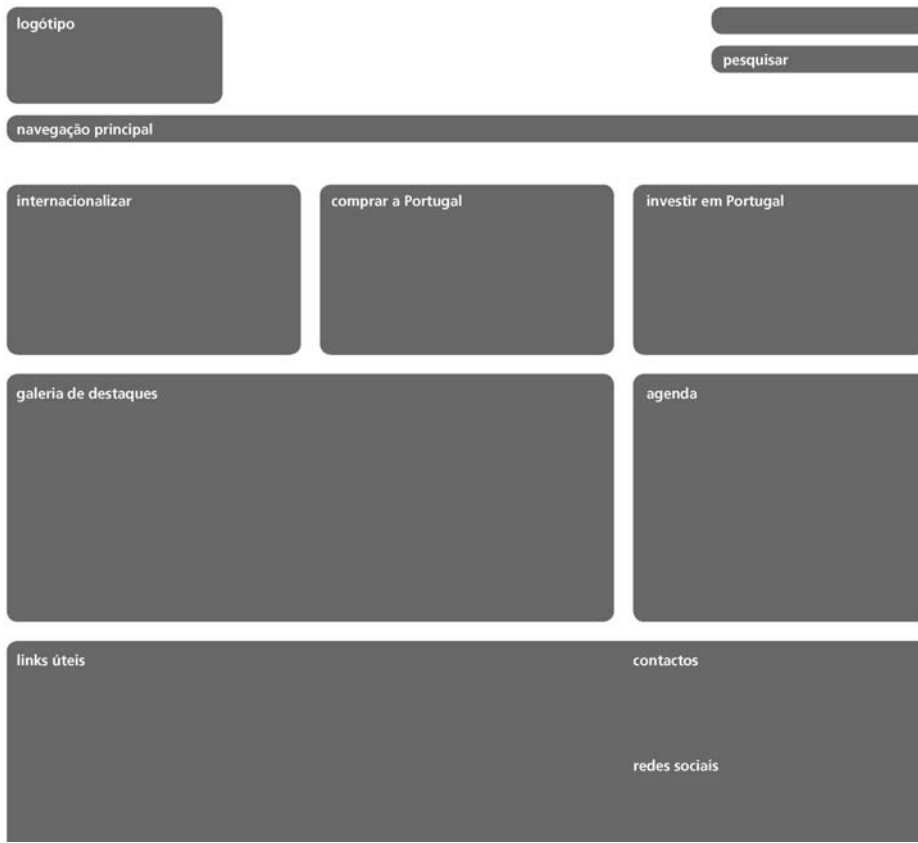 logótipo
pesquisar
navegação principal
internacionalizar
comprar a Portugal
investir em Portugal
galeria de destaques
agenda
links úteis
contactos
redes sociais